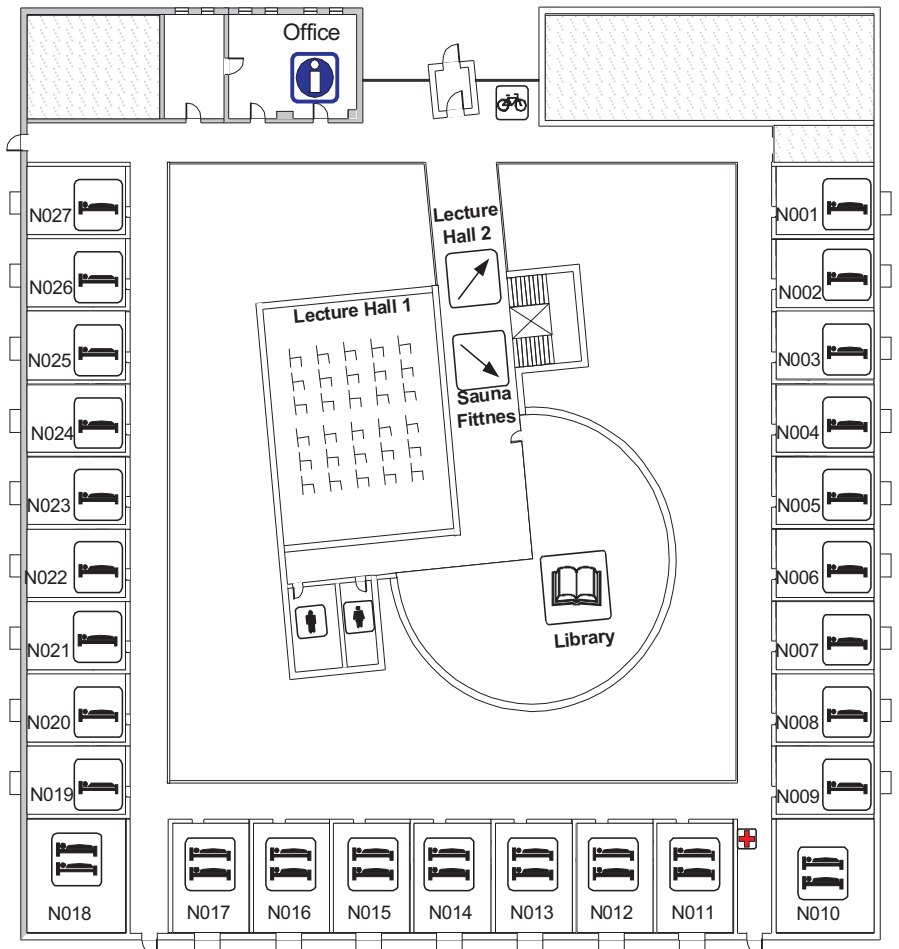 Office
Lecture
Hall 2
Lecture Hall 1
Sauna
Fittnes
Library
N027
N026
N025
N024
N023
N022
N021
N020
N019
N018
N017
N016
N015
N014
N013
N012
N011
N010
N001
N002
N003
N004
N005
N006
N007
N008
N009